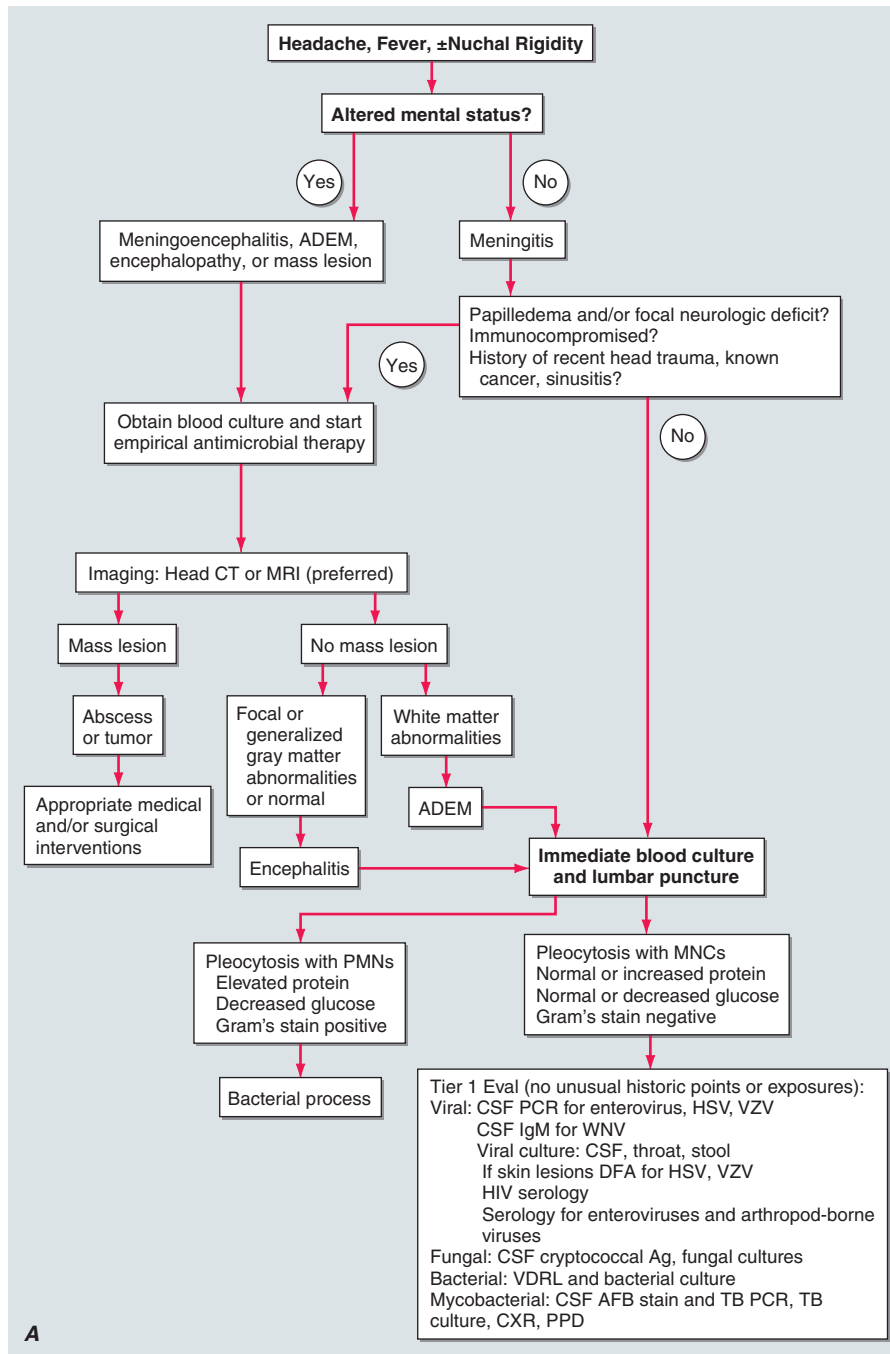 Headache, Fever, ±Nuchal Rigidity
Altered mental status?
Yes
No
Meningoencephalitis, ADEM,
encephalopathy, or mass lesion
Meningitis
Papilledema and/or focal neurologic deficit?
Immunocompromised?
History of recent head trauma, known
cancer, sinusitis?
Yes
Obtain blood culture and start
empirical antimicrobial therapy
No
Imaging: Head CT or MRI (preferred)
Mass lesion
No mass lesion
Abscess
or tumor
Focal or
generalized
gray matter
abnormalities
or normal
White matter
abnormalities
Appropriate medical
and/or surgical
interventions
ADEM
Encephalitis
Immediate blood culture
and lumbar puncture
Pleocytosis with PMNs
Elevated protein
Decreased glucose
Gram's stain positive
Pleocytosis with MNCs
Normal or increased protein
Normal or decreased glucose
Gram's stain negative
Bacterial process
Tier 1 Eval (no unusual historic points or exposures):
Viral: CSF PCR for enterovirus, HSV, VZV
CSF IgM for WNV
Viral culture: CSF, throat, stool
If skin lesions DFA for HSV, VZV
HIV serology
Serology for enteroviruses and arthropod-borne
viruses
Fungal: CSF cryptococcal Ag, fungal cultures
Bacterial: VDRL and bacterial culture
Mycobacterial: CSF AFB stain and TB PCR, TB
culture, CXR, PPD
A